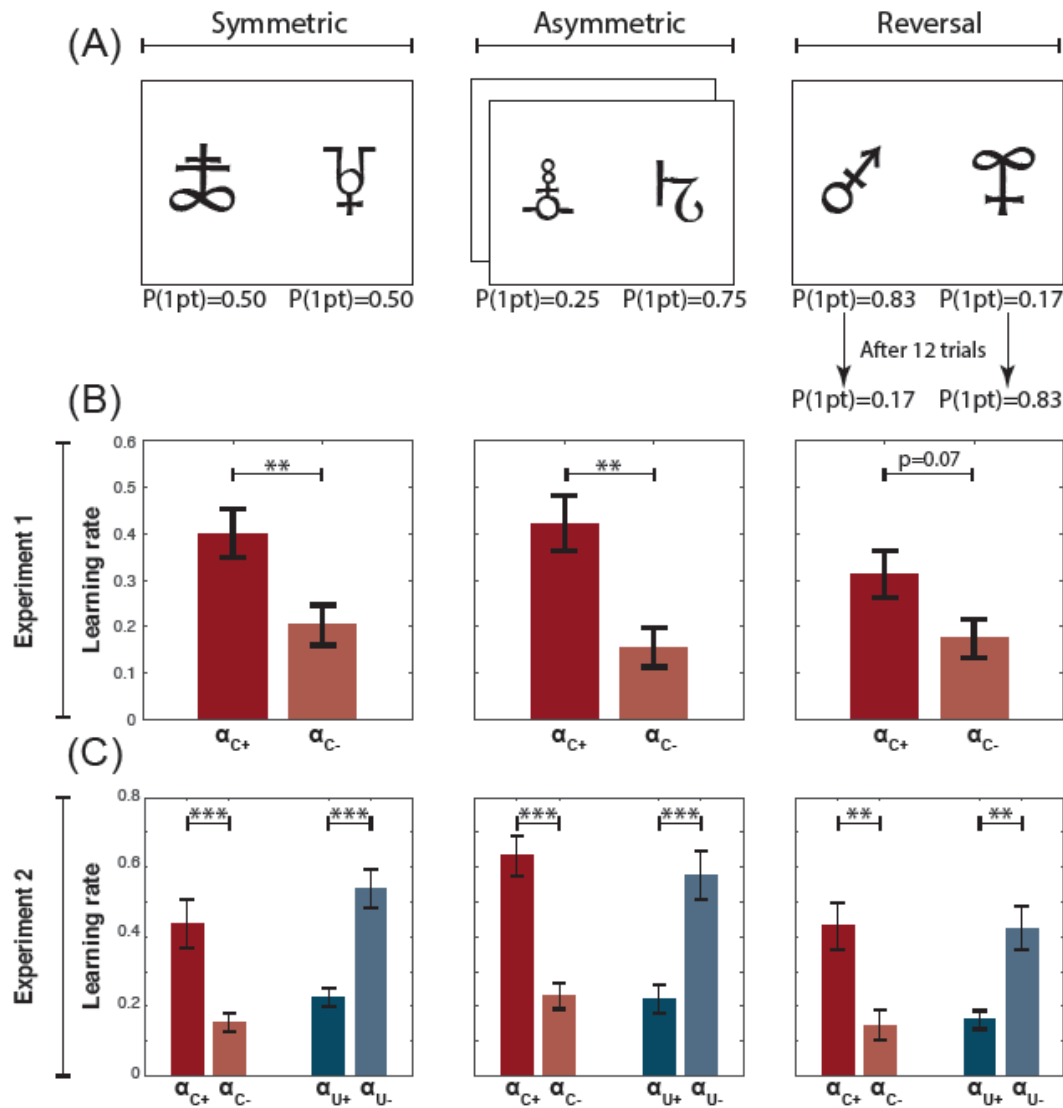 (A)
Symmetric Asymmetric Reversal
P(1pt)=0.50 P(1pt)=0.50 P(1pt)=0.25 P(1pt)=0.75 P(1pt)=0.83 P(1pt)=0.17
After 12 trials
P(1pt)=0.17 P(1pt)=0.83
(B)
Experiment 1
Learning rate
0.6
0.5
0.4
0.3
0.2
0.1
0
** ** p=0.07
αC+ αC- αC+ αC- αC+ αC-
(C)
Experiment 2
Learning rate
0.8
0.6
0.4
0.2
0
*** *** *** *** ** **
αC+ αC- αU+ αU- αC+ αC- αU+ αU- αC+ αC- αU+ αU-